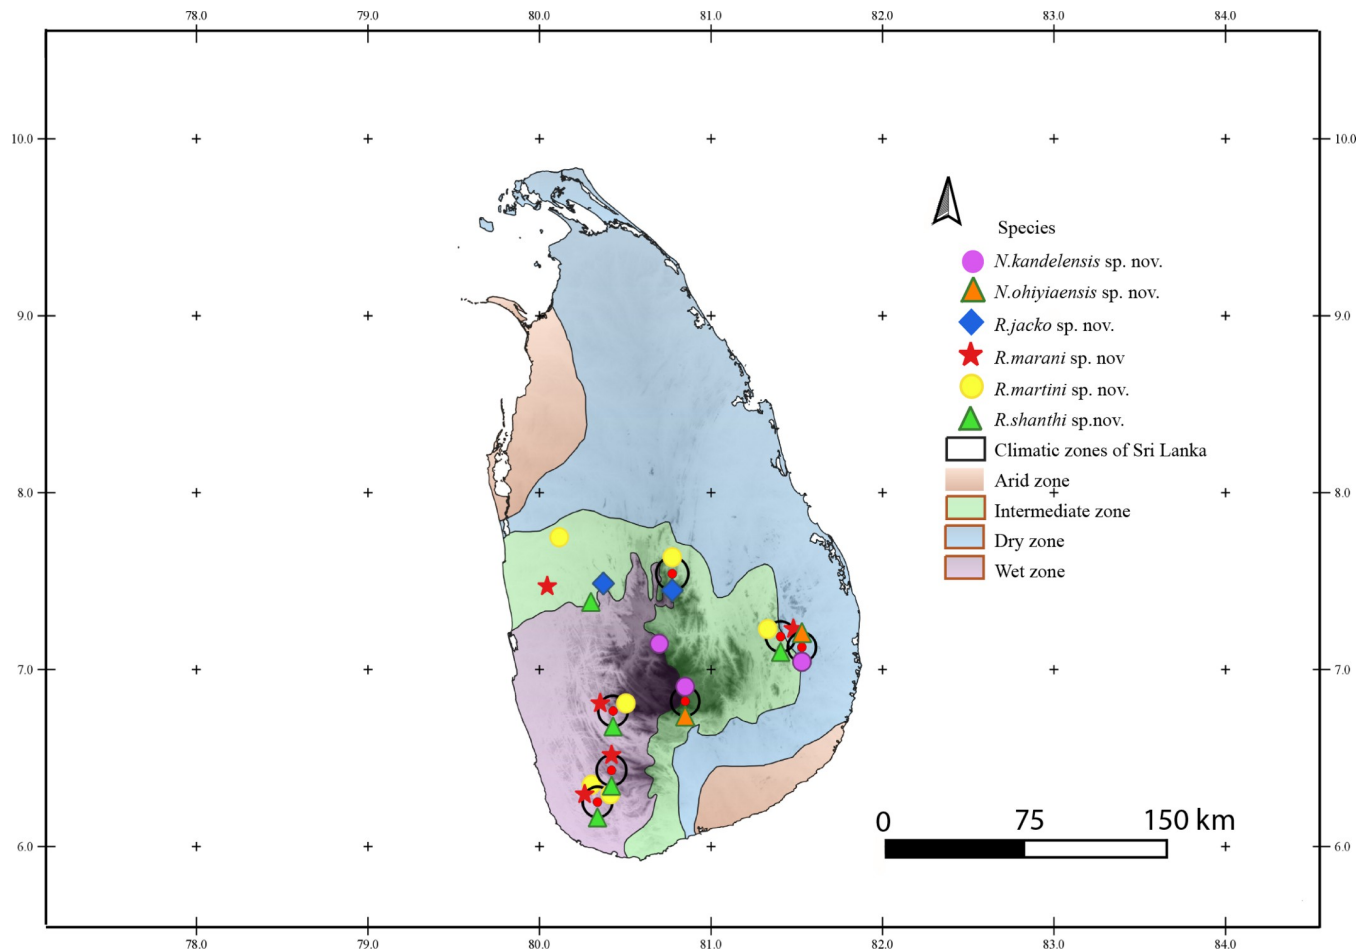 78.0 79.0 80.0 81.0 82.0 83.0 84.0
10.0 10.0
Species
N.kandelensis sp. nov.
N.ohiyiaensis sp. nov.
9.0 9.0
R.jacko sp. nov.
R.marani sp. nov
R.martini sp. nov.
R.shanthi sp.nov.
Climatic zones of Sri Lanka
Arid zone
8.0 8.0
Intermediate zone
Dry zone
Wet zone
7.0 7.0
0 75 150 km
6.0 6.0
78.0 79.0 80.0 81.0 82.0 83.0 84.0